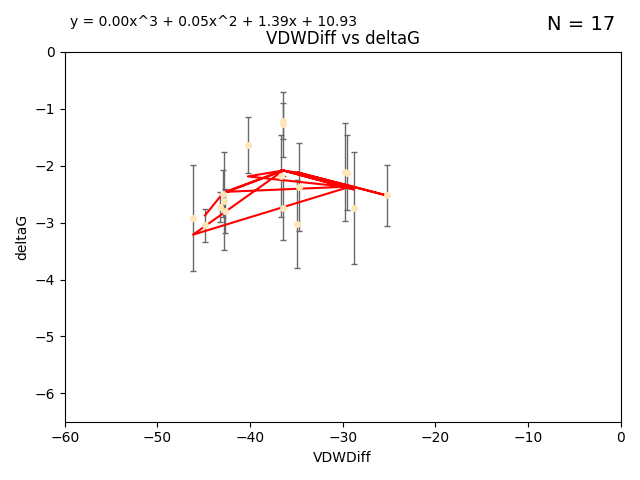 y = 0.00x^3 + 0.05x^2 + 1.39x + 10.93
N = 17
VDWDiff vs deltaG
0
−1
−2
−3
−4
−5
−6
deltaG
−60 −50 −40 −30 −20 −10 0
VDWDiff